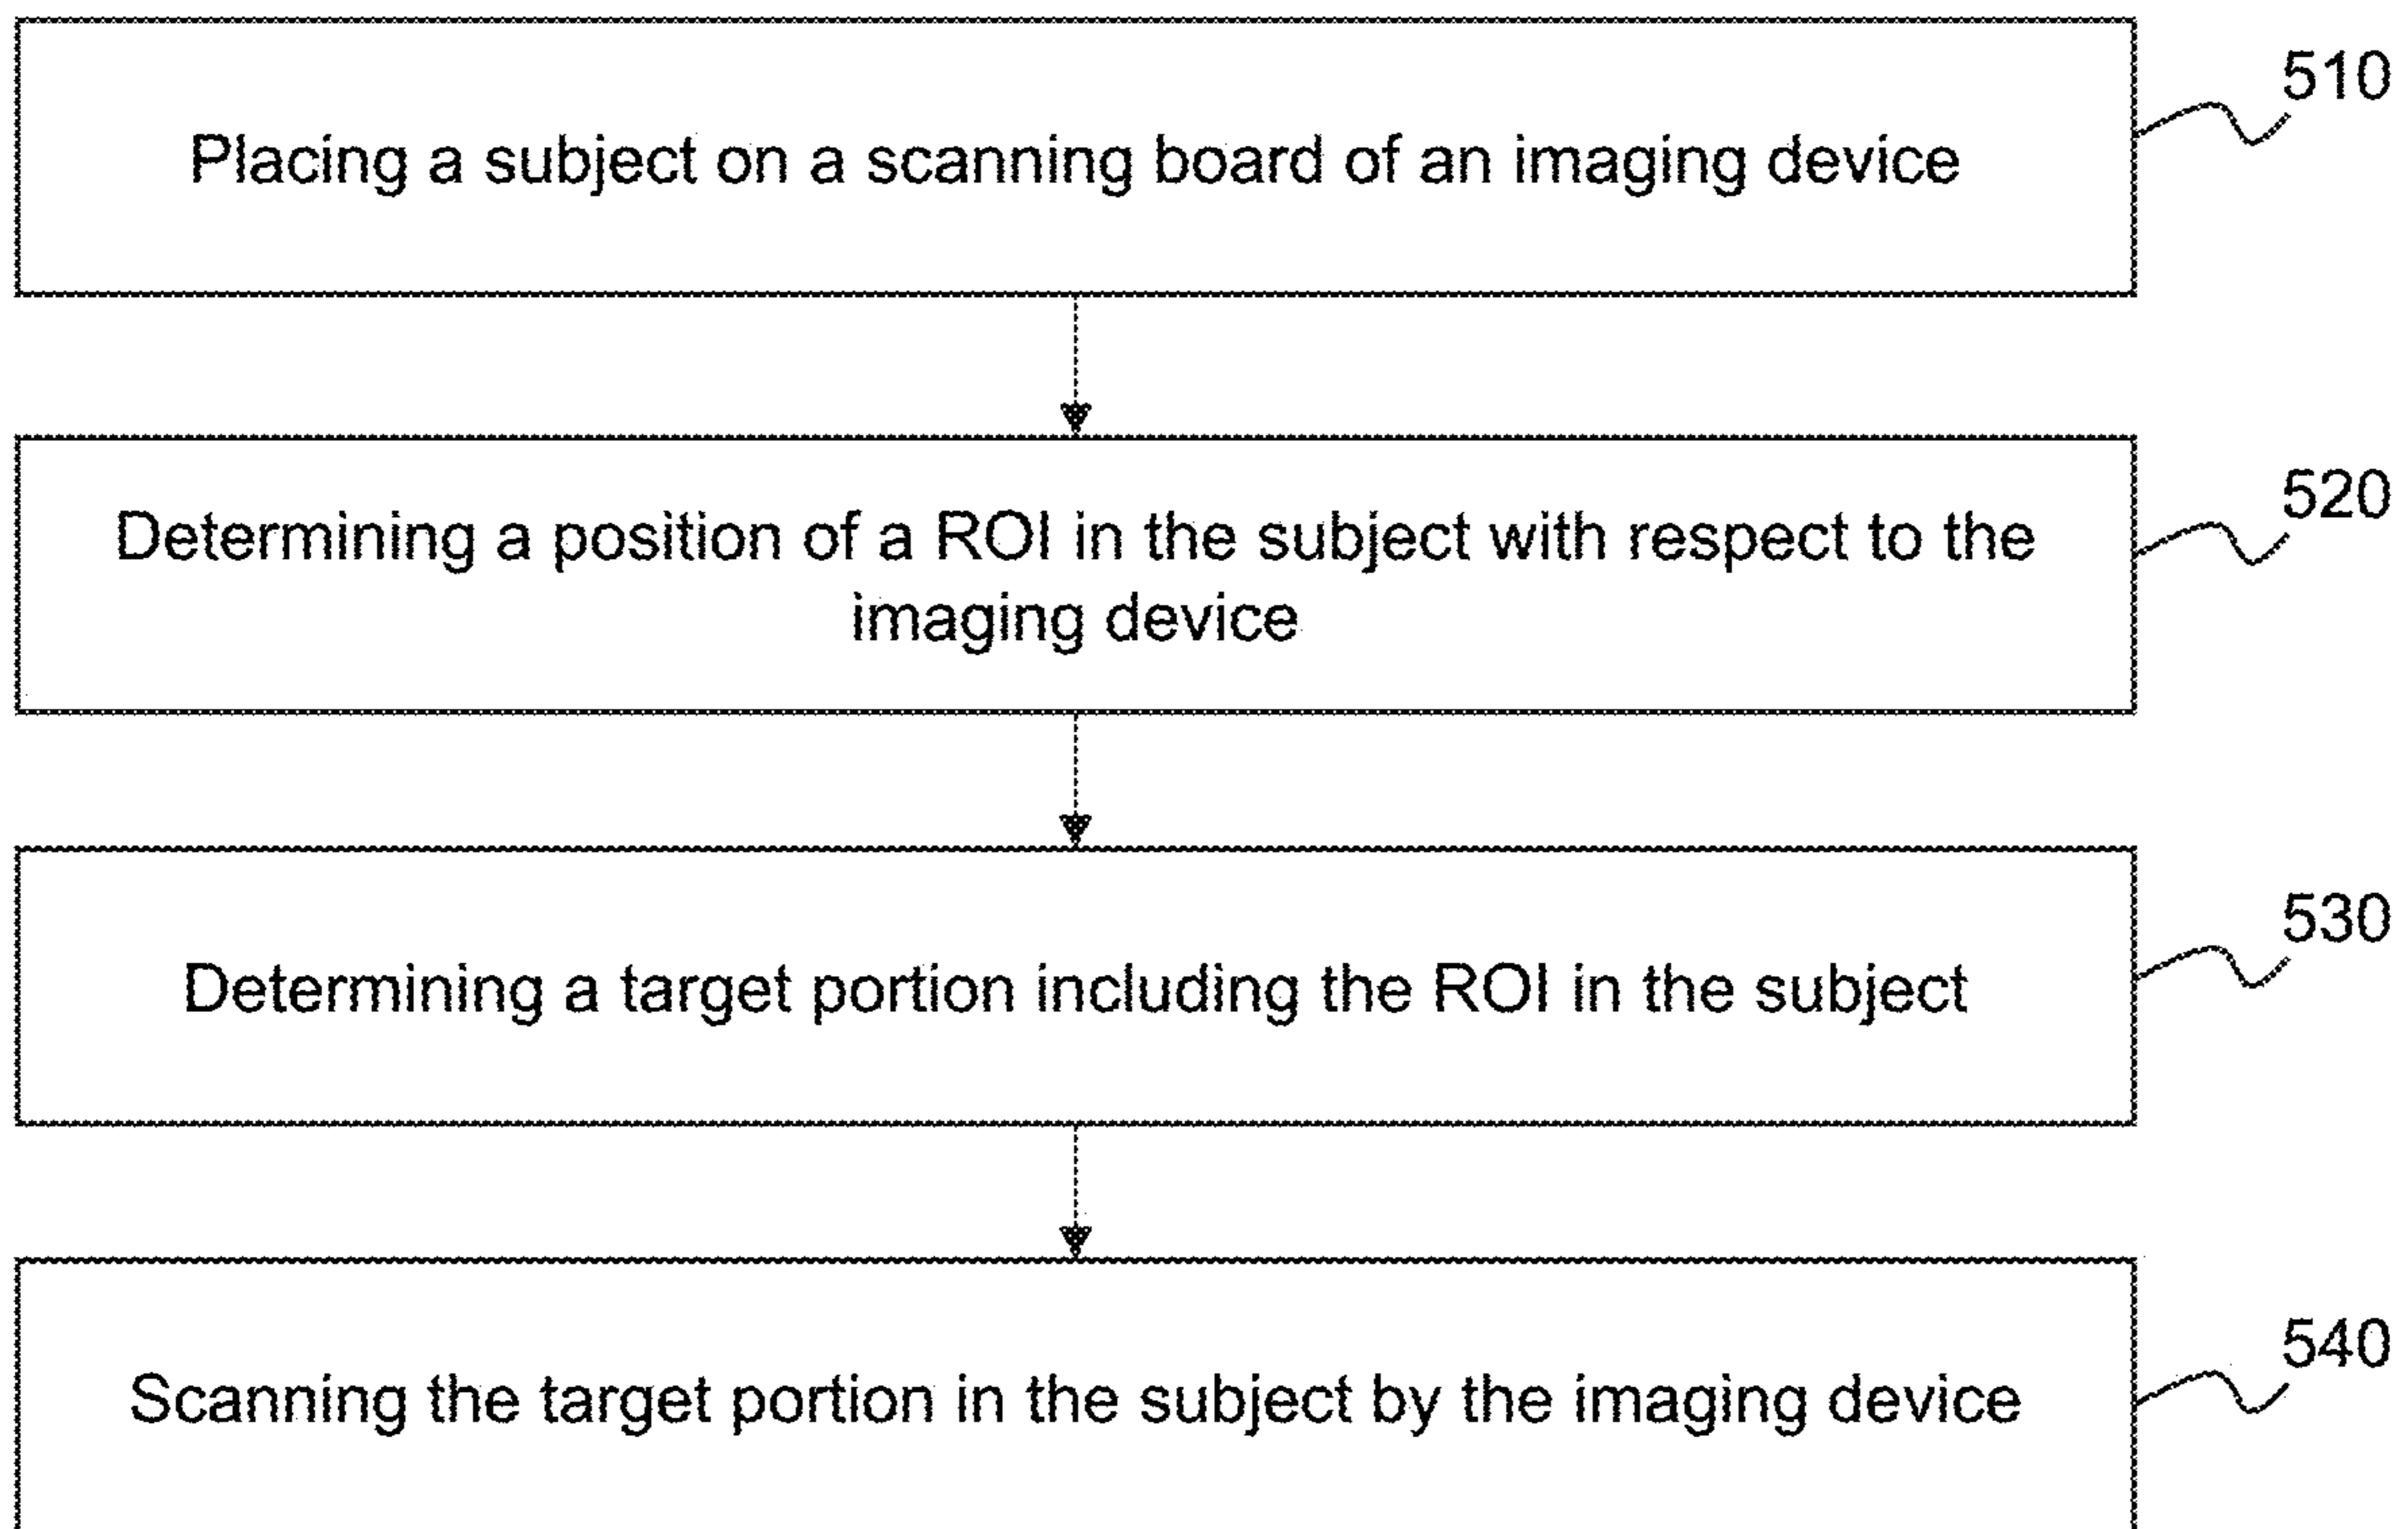 510
Placing a subject on a scanning board of an imaging device
520
Determining a position of a ROI in the subject with respect to the
imaging device
530
Determining a target portion including the ROI in the subject
540
Scanning the target portion in the subject by the imaging device